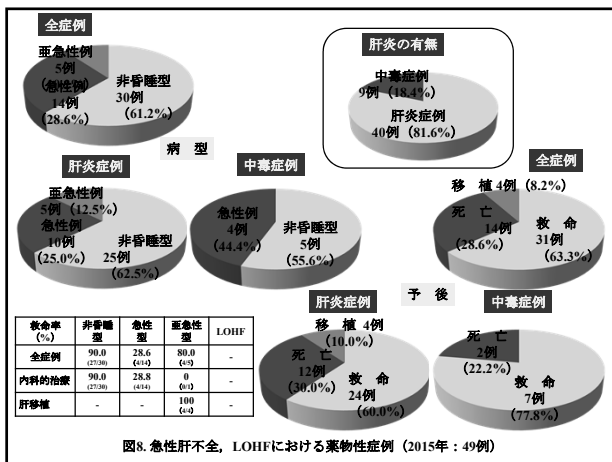 全症例
亜急性例
5例
急性例
14例
(28.6%)
非昏睡型
30例
(61.2%)
肝炎の有無
中毒症例
9例 (18.4%)
肝炎症例
40例 (81.6%)
病 型
肝炎症例
亜急性例
5例 (12.5%)
急性例
10例
(25.0%)
非昏睡型
25例
(62.5%)
中毒症例
急性例
4例
(44.4%)
非昏睡型
5例
(55.6%)
全症例
移 植 4例 (8.2%)
死 亡
14例
(28.6%)
救 命
31例
(63.3%)
予 後
肝炎症例
移 植 4例
(10.0%)
死 亡
12例
(30.0%)
救 命
24例
(60.0%)
中毒症例
死 亡
2例
(22.2%)
救 命
7例
(77.8%)
救命率 (%) 非昏睡型 急性型 亜急性型 LOHF
全症例 90.0 (27/30) 28.6 (4/14) 80.0 (4/5) -
内科的治療 90.0 (27/30) 28.8 (4/14) 0 (0/1) -
肝移植 - - 100 (4/4) -
図8. 急性肝不全, LOHFにおける薬物性症例 (2015年:49例)